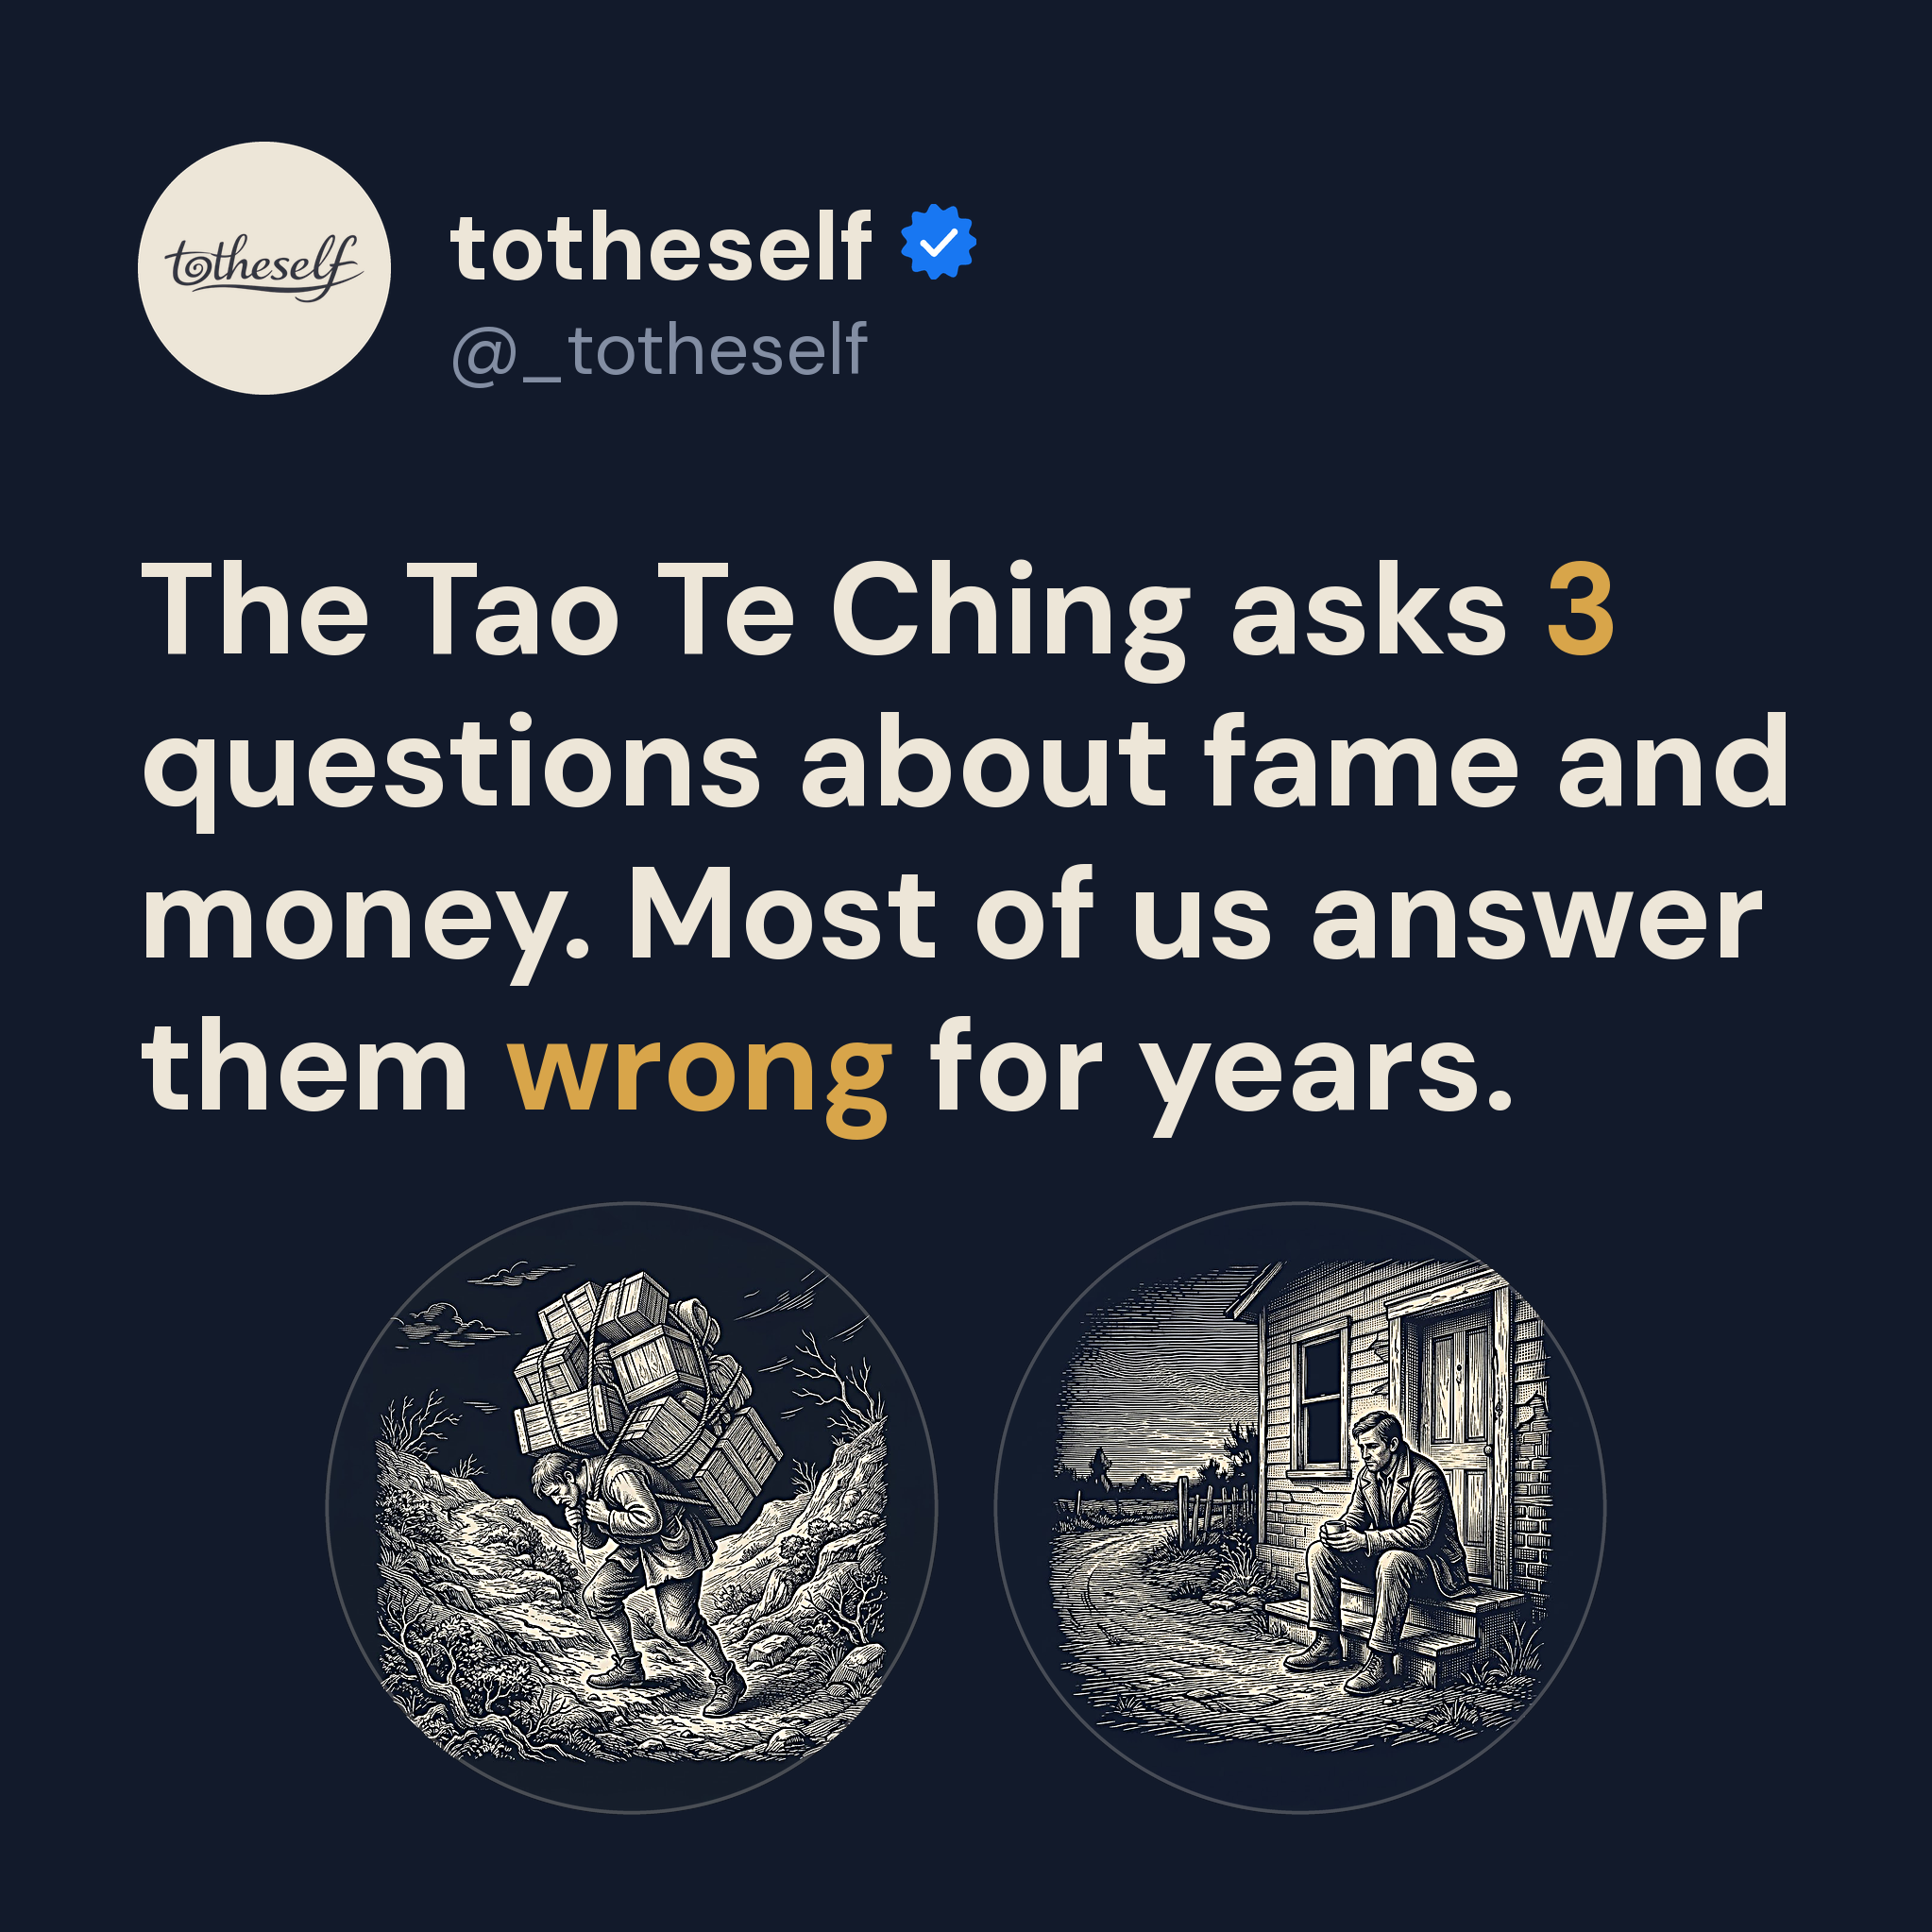 totheself
totheself
@_totheself
The Tao Te Ching asks 3
questions about fame and
money. Most of us answer
them wrong for years.